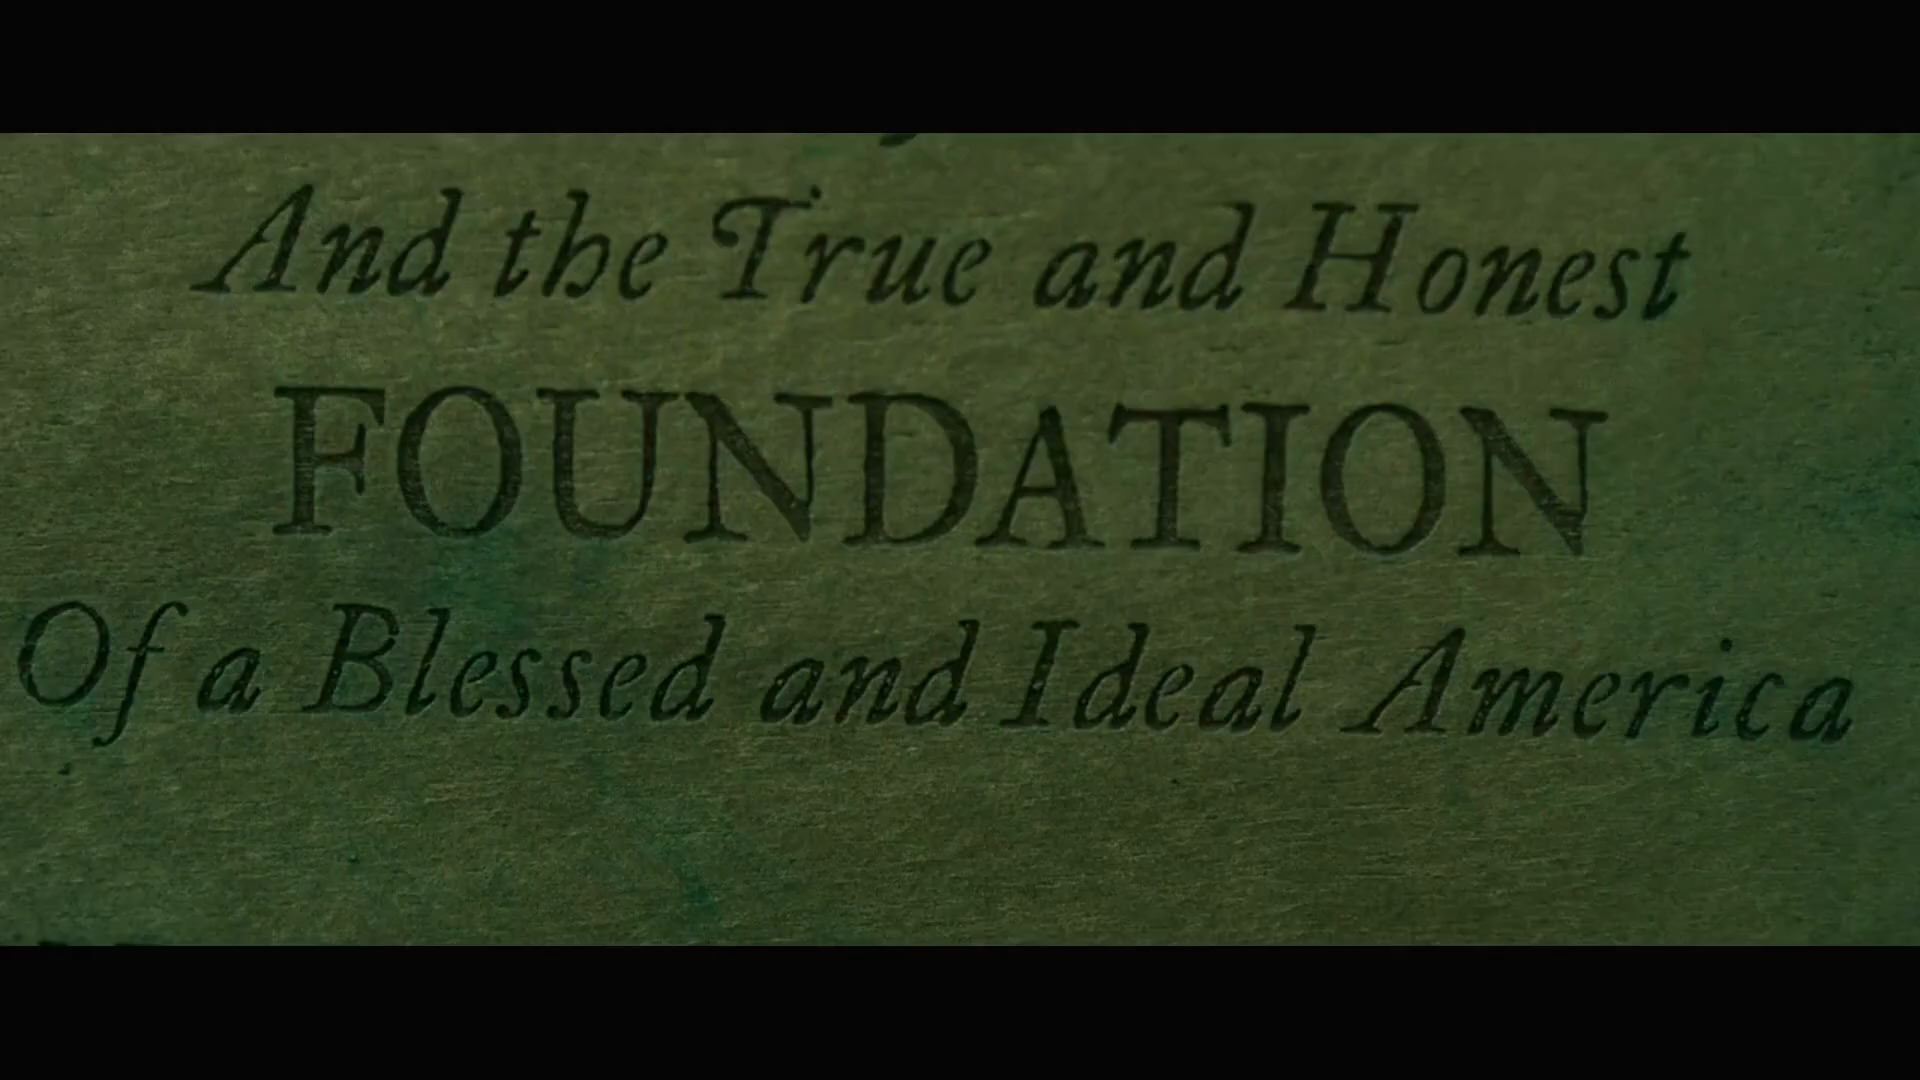 And the True and Honest
FOUNDATION
Of a Blessed and Ideal America